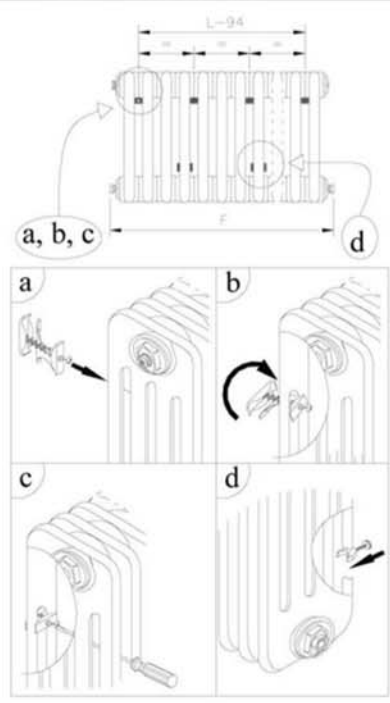 L-94
= = =
a, b, c
d
F
a
b
c
d